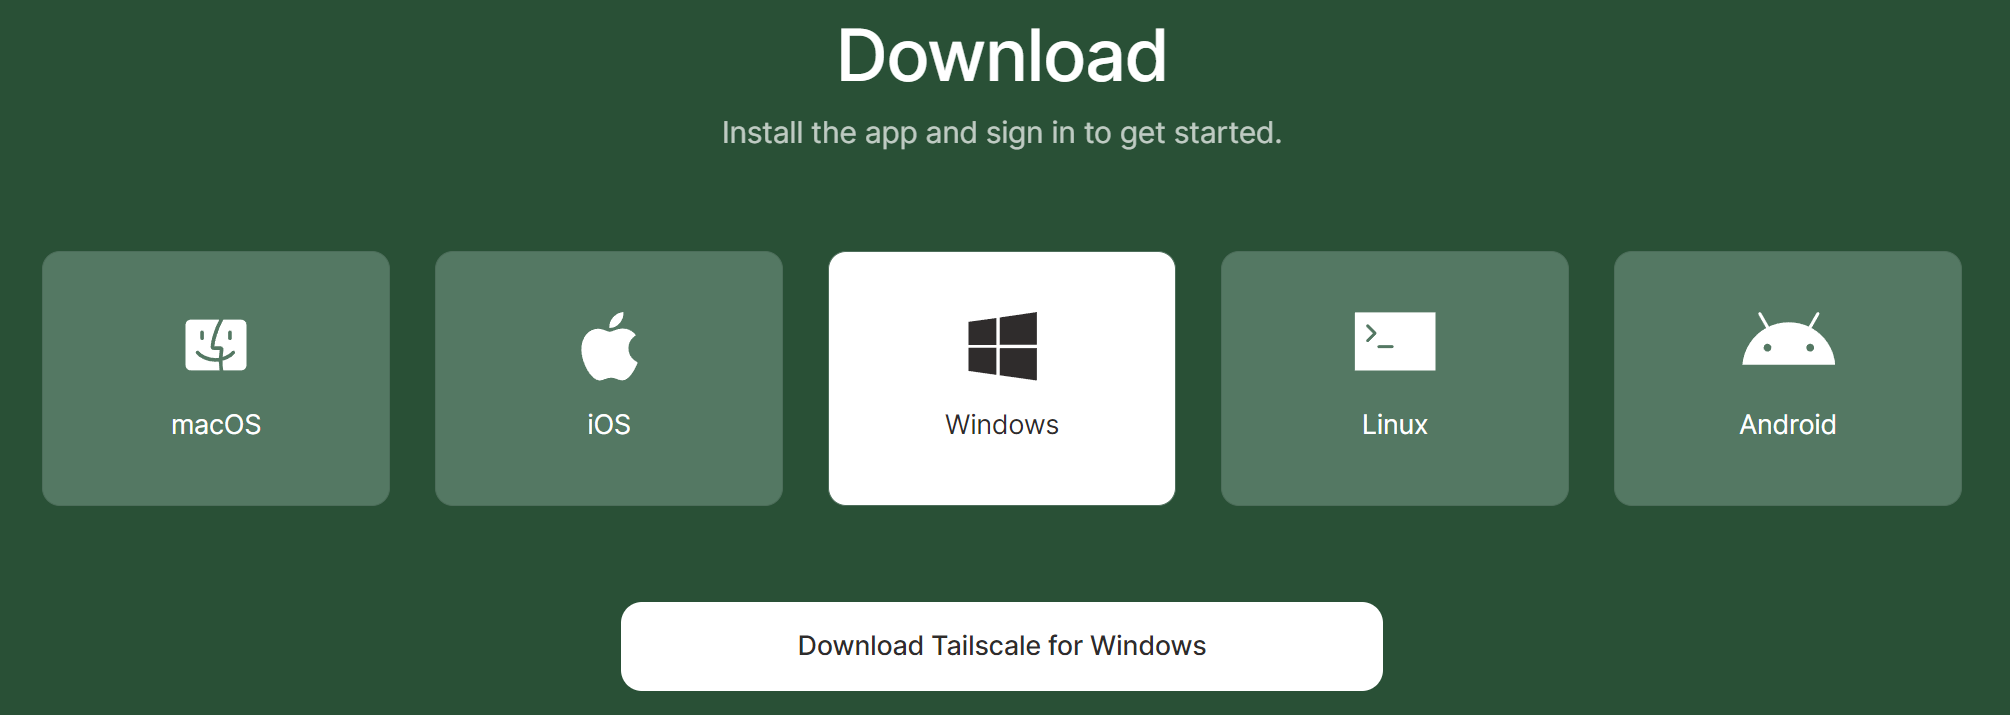 Download
Install the app and sign in to get started.
macOS
iOS
Windows
Linux
Android
Download Tailscale for Windows